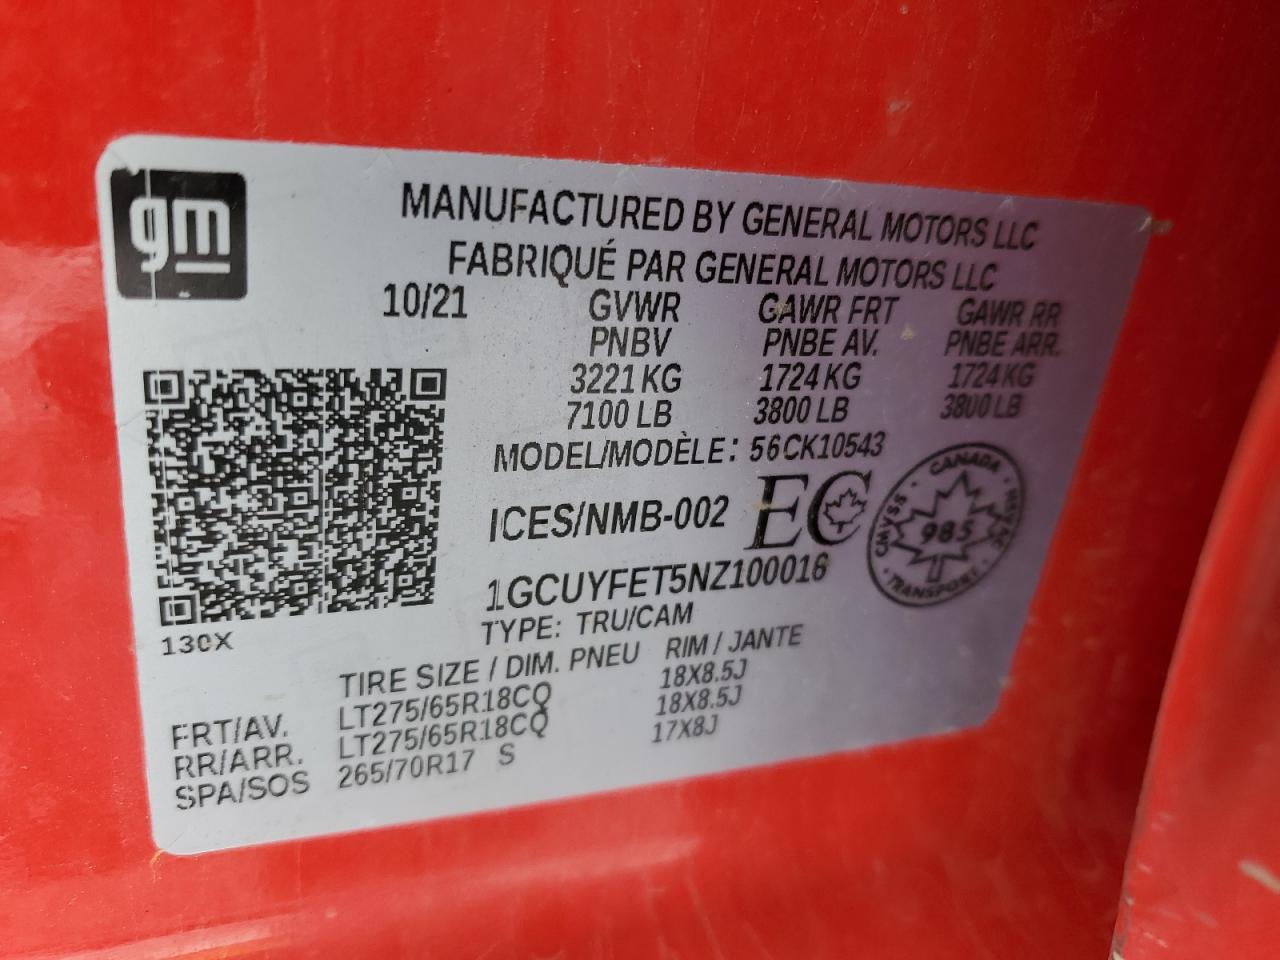 gm
MANUFACTURED BY GENERAL MOTORS LLC
FABRIQUÉ PAR GENERAL MOTORS LLC
10/21 GVWR GAWR FRT GAWR RR
PNBV PNBE AV. PNBE ARR.
3221 KG 1724 KG 1724 KG
7100 LB 3800 LB 3800 LB
MODEL/MODÈLE: 56CK10543
ICES/NMB-002 EC
CANADA
CMVSS 985 NSVAC
TRANSPORT
1GCUYFET5NZ100016
TYPE: TRU/CAM
130X
TIRE SIZE / DIM. PNEU RIM / JANTE
FRT/AV. LT275/65R18CQ 18X8.5J
RR/ARR. LT275/65R18CQ 18X8.5J
SPA/SOS 265/70R17 S 17X8J